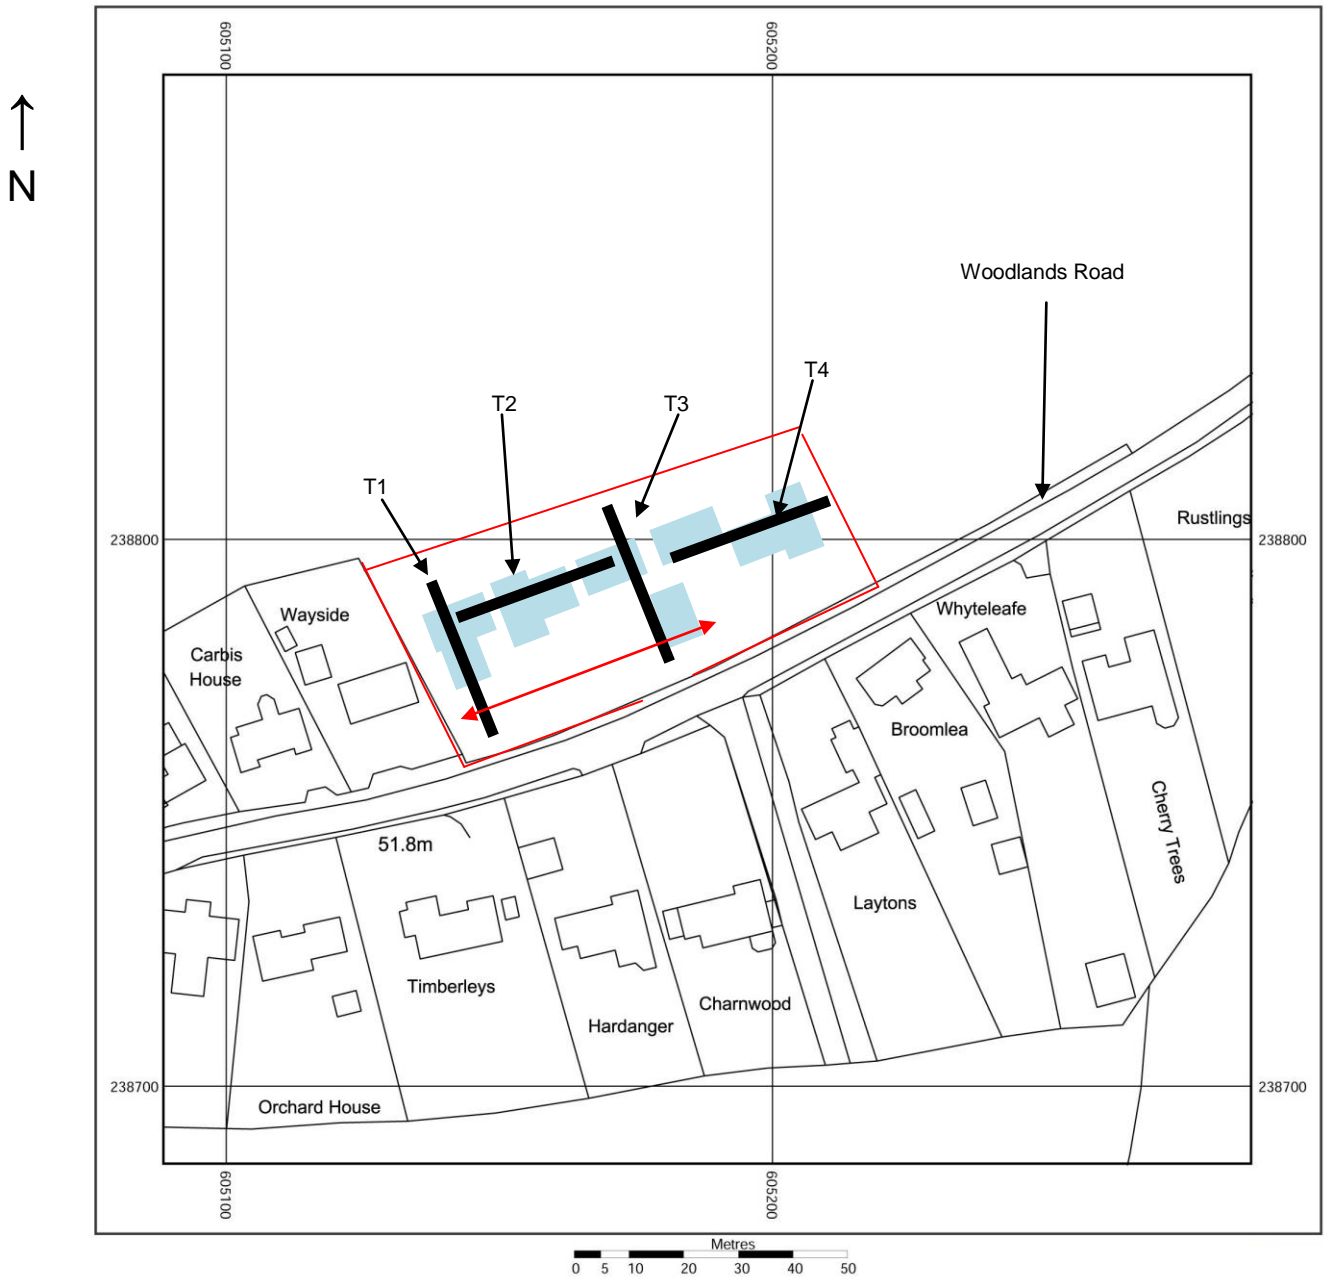 605100
605200
N
Woodlands Road
T4
T2
T3
T1
Rustlings
238800
238800
Wayside
Whyteleafe
Carbis
House
Broomlea
51.8m
Cherry Trees
Laytons
Timberleys
Charnwood
Hardanger
238700
238700
Orchard House
605100
605200
Metres
0 5 10 20 30 40 50